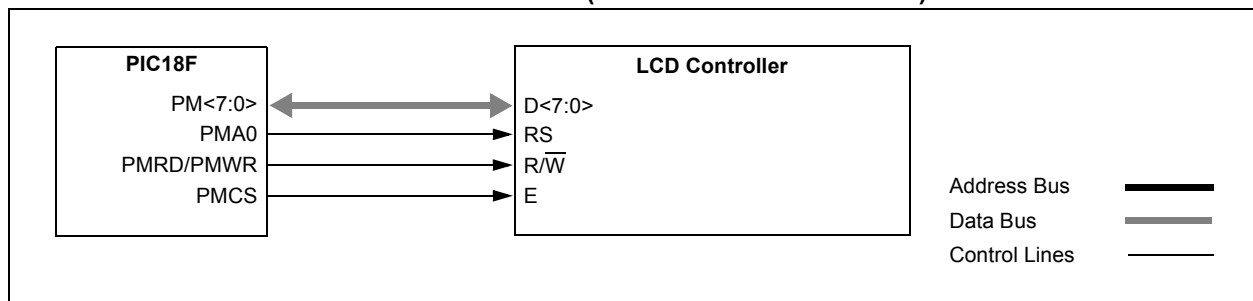 PIC18F
LCD Controller
PM<7:0>
D<7:0>
PMA0
RS
PMRD/PMWR
R/W̅
PMCS
E
Address Bus
Data Bus
Control Lines